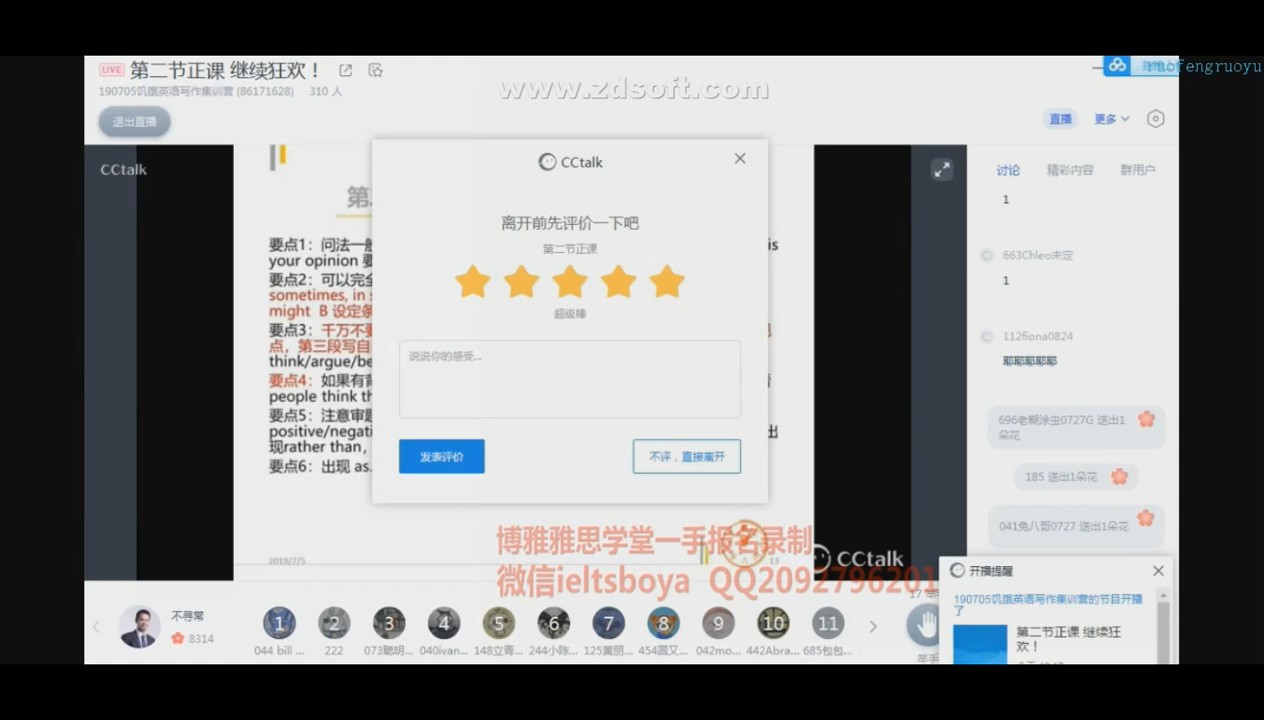 LIVE 第二节正课 继续狂欢！
190705饥饿英语写作集训营 (86171628) 310 人
www.zdsoft.com
退出直播
直播 更多
CCtalk
讨论 精彩内容 群用户
1
663Chleo未定
1
112fiona0824
耶耶耶耶耶
696老糊涂虫0727G 送出1
朵花
185 送出1朵花
041兔八哥0727 送出1朵花
第
要点1：问法一般
is
your opinion 要
要点2：可以完全
sometimes, in s
might B 设定条
要点3：千万不要
点，第三段写自
think/argue/be
要点4：如果有背
people think th
要点5：注意审题
positive/negati
出
现rather than,
要点6：出现 as
2019/7/5
13
CCtalk
离开前先评价一下吧
第二节正课
超级棒
说说你的感受...
发表评价
不评，直接离开
博雅雅思学堂一手报名录制
微信ieltsboya QQ2092796201
CCtalk
开播提醒
190705饥饿英语写作集训营的节目开播
了
第二节正课 继续狂
欢！
不寻常
8314
1 2 3 4 5 6 7 8 9 10 11
044 bill ... 222 073聪明... 040ivan... 148立青... 244小陈... 125黄丽... 454圆又... 042mo... 442Abra... 685包包...